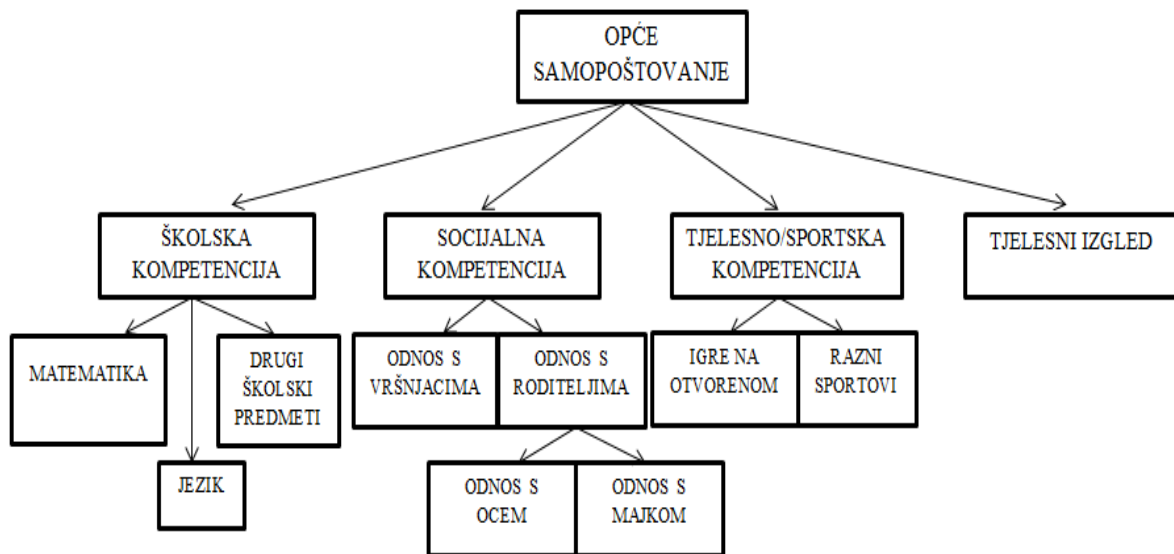 OPĆE
SAMOPOŠTOVANJE
ŠKOLSKA
KOMPETENCIJA
SOCIJALNA
KOMPETENCIJA
TJELESNO/SPORTSKA
KOMPETENCIJA
TJELESNI IZGLED
MATEMATIKA
DRUGI
ŠKOLSKI
PREDMETI
ODNOS S
VRŠNJACIMA
ODNOS S
RODITELJIMA
IGRE NA
OTVORENOM
RAZNI
SPORTOVI
JEZIK
ODNOS S
OCEM
ODNOS S
MAJKOM